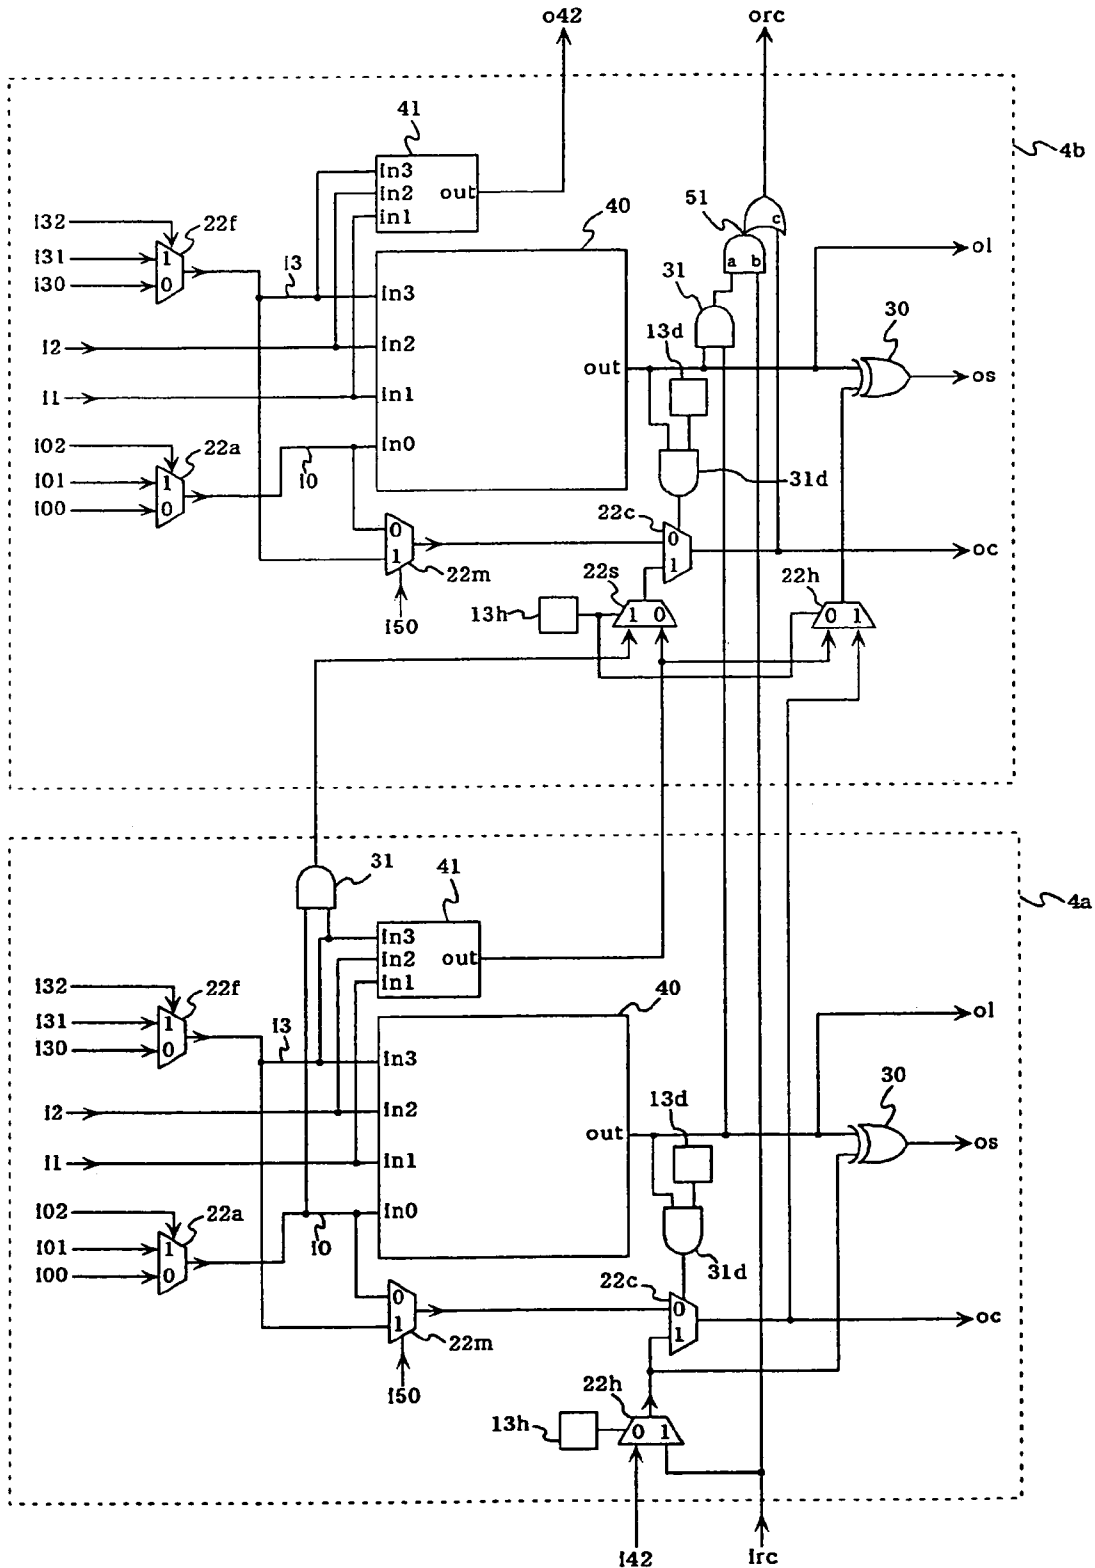 o42
orc
41
4b
In3
In2
In1
out
51
c
I32
22f
I31
1
I30
0
40
a
b
ol
I3
In3
31
13d
30
I2
In2
out
os
I1
In1
I02
22a
In0
I01
1
I0
31d
I00
0
22c
0
0
1
1
oc
22m
22s
22h
13h
1
0
0
1
I50
31
41
4a
In3
In2
out
In1
I32
22f
I31
1
I30
0
40
ol
I3
In3
13d
30
I2
In2
out
os
I1
In1
I02
22a
In0
I01
1
I0
31d
I00
0
22c
0
0
1
1
oc
22m
22h
I50
13h
0
1
I42
Irc